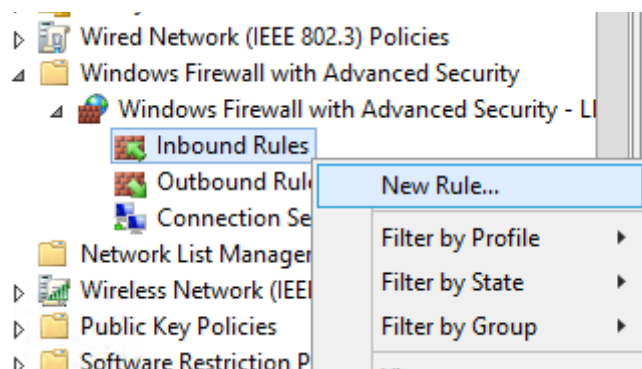 Wired Network (IEEE 802.3) Policies
Windows Firewall with Advanced Security
Windows Firewall with Advanced Security - LI
Inbound Rules
New Rule...
Outbound Rul
Connection Se
Filter by Profile
Network List Manager
Filter by State
Wireless Network (IEE
Filter by Group
Public Key Policies
Software Restriction P